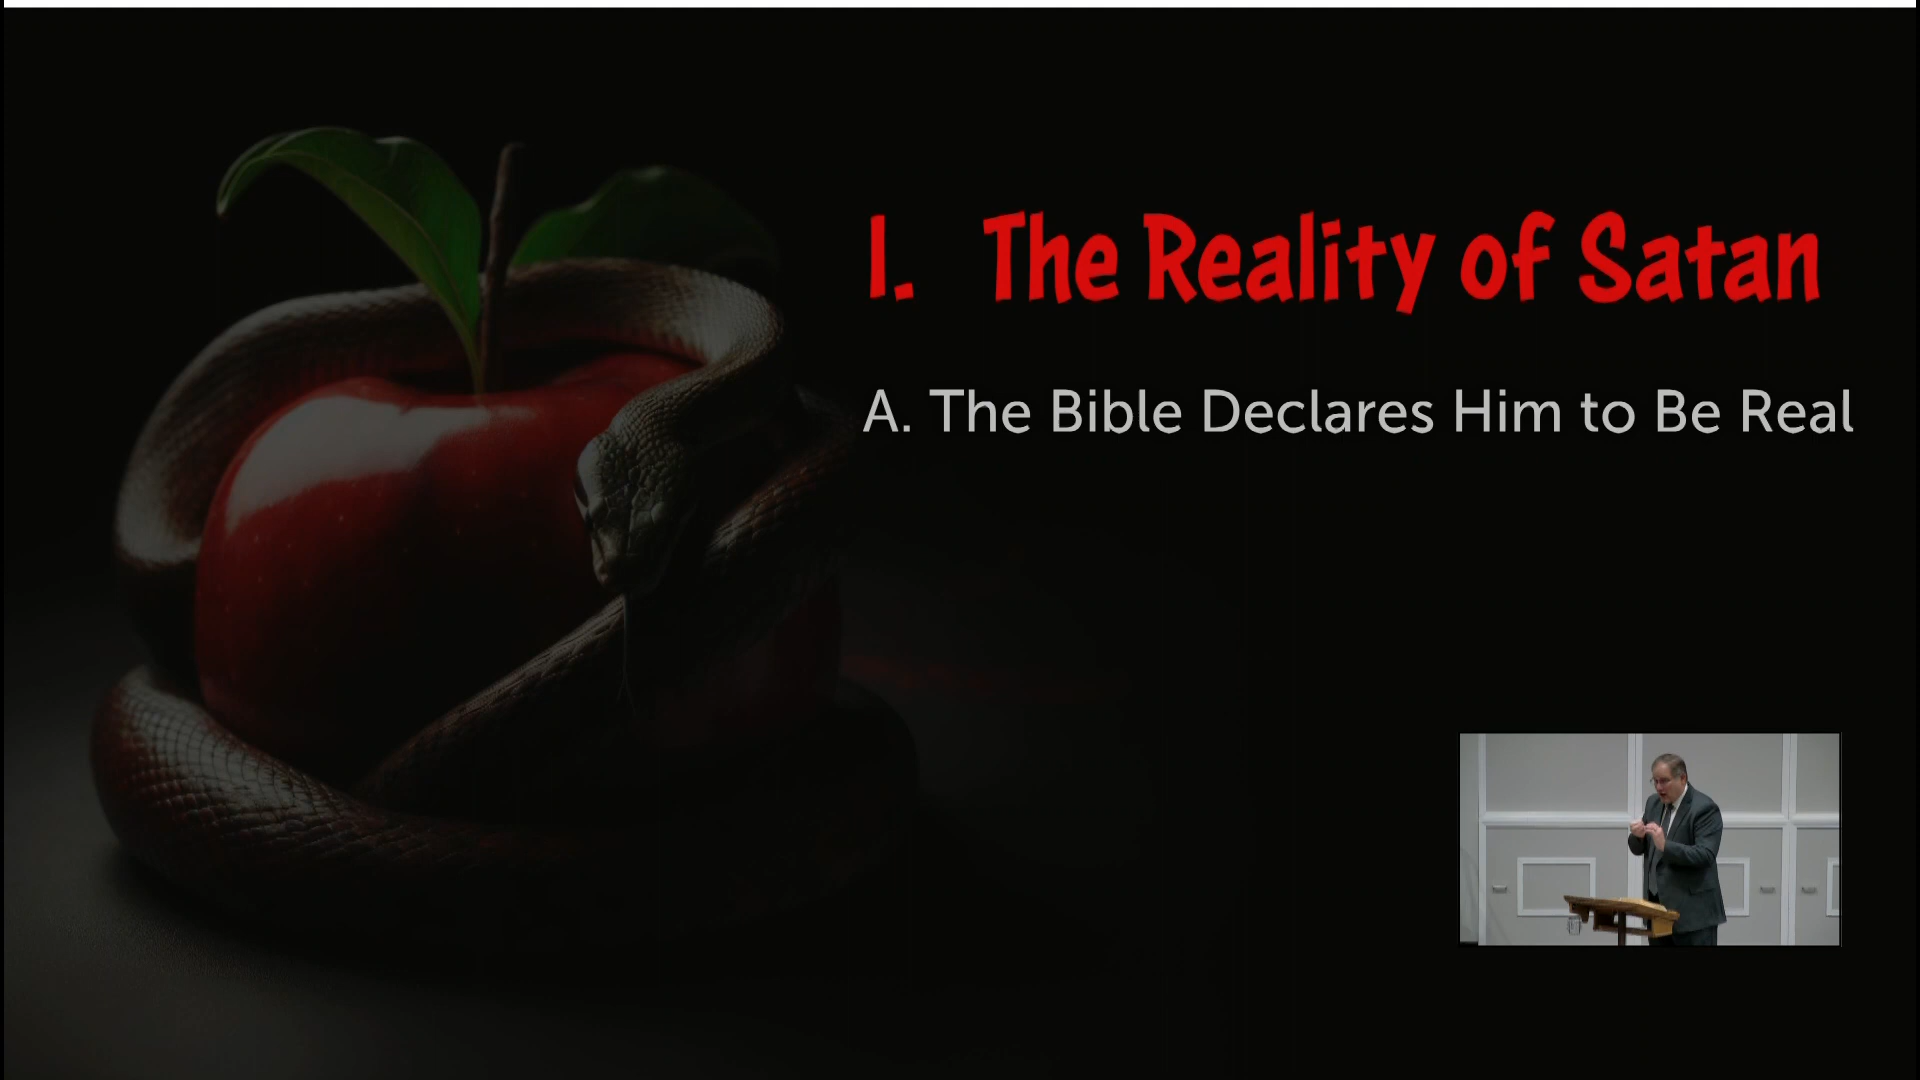 I. The Reality of Satan
A. The Bible Declares Him to Be Real